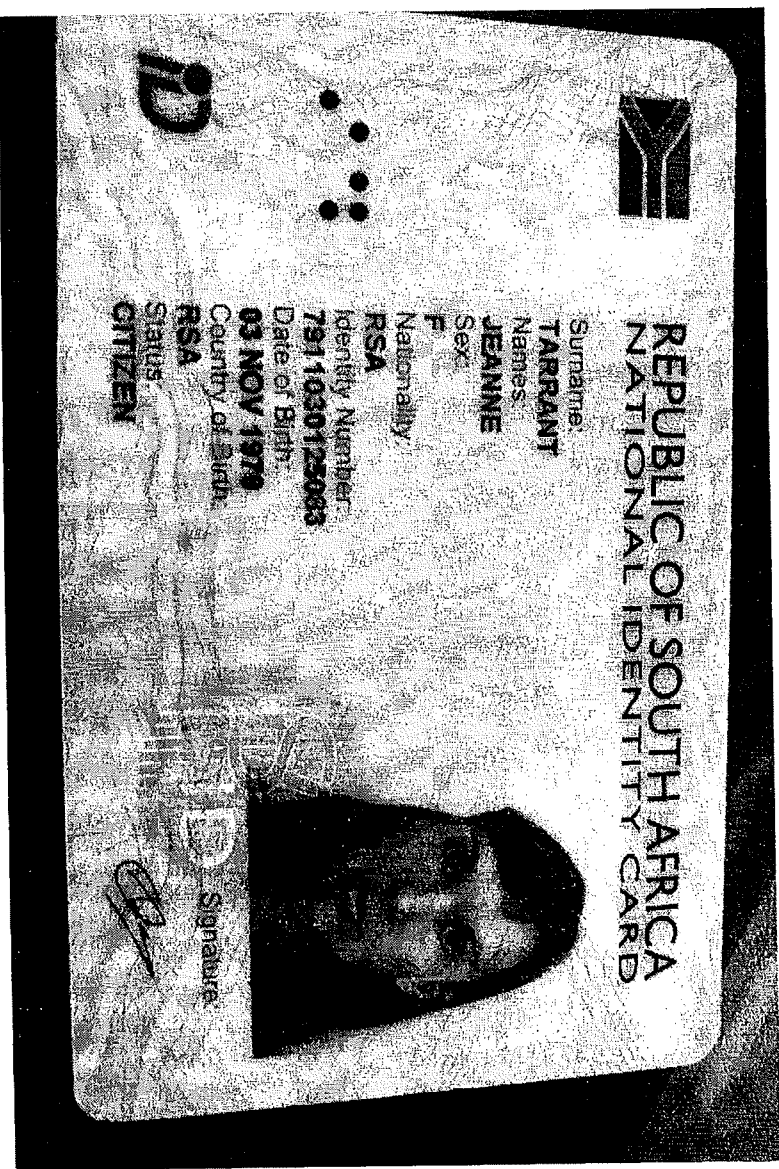 REPUBLIC OF SOUTH AFRICA
NATIONAL IDENTITY CARD
Surname:
TARRANT
Names:
JEANNE
Sex:
F
Nationality:
RSA
Identity Number:
7911030125083
Date of Birth:
03 NOV 1979
Country of Birth:
RSA
Status:
CITIZEN
Signature:
iD
iD